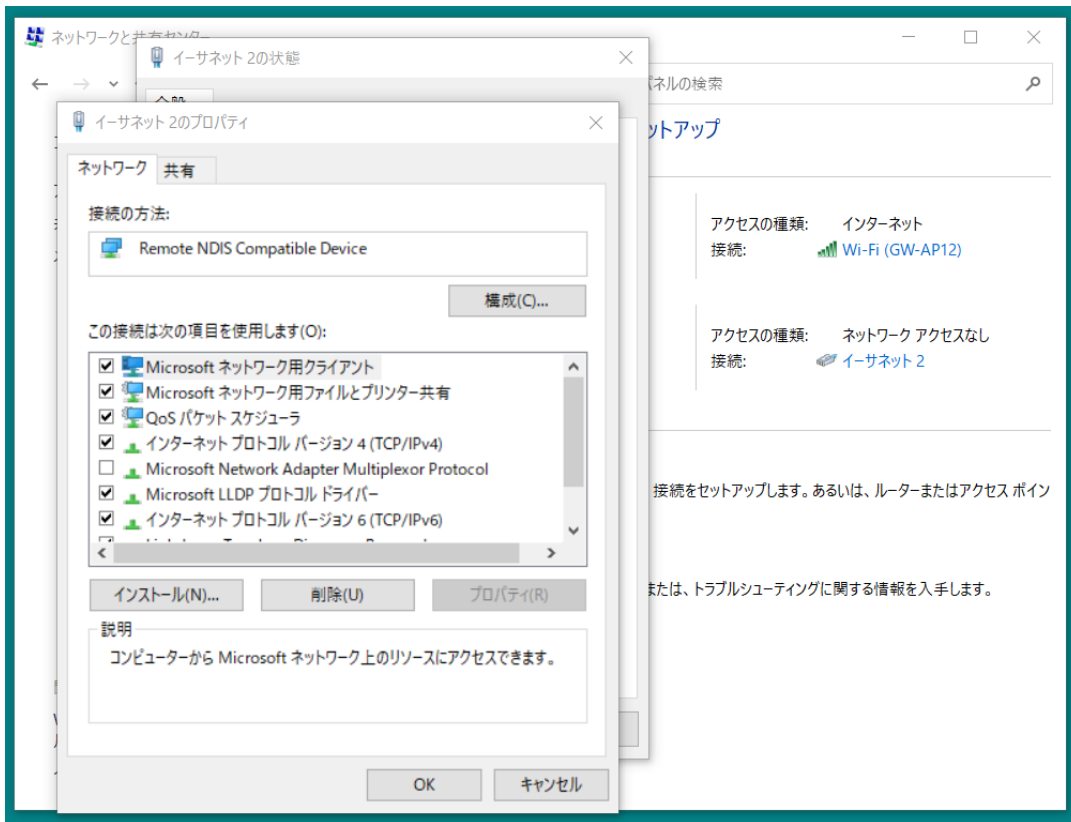 ネットワークと共有センター
イーサネット 2の状態
全般
パネルの検索
イーサネット 2のプロパティ
ットアップ
ネットワーク
共有
接続の方法:
Remote NDIS Compatible Device
構成(C)...
アクセスの種類: インターネット
接続: Wi-Fi (GW-AP12)
この接続は次の項目を使用します(O):
アクセスの種類: ネットワーク アクセスなし
接続: イーサネット 2
Microsoft ネットワーク用クライアント
Microsoft ネットワーク用ファイルとプリンター共有
QoS パケット スケジューラ
インターネット プロトコル バージョン 4 (TCP/IPv4)
Microsoft Network Adapter Multiplexor Protocol
Microsoft LLDP プロトコル ドライバー
インターネット プロトコル バージョン 6 (TCP/IPv6)
接続をセットアップします。あるいは、ルーターまたはアクセス ポイン
インストール(N)...
削除(U)
プロパティ(R)
または、トラブルシューティングに関する情報を入手します。
説明
コンピューターから Microsoft ネットワーク上のリソースにアクセスできます。
OK
キャンセル